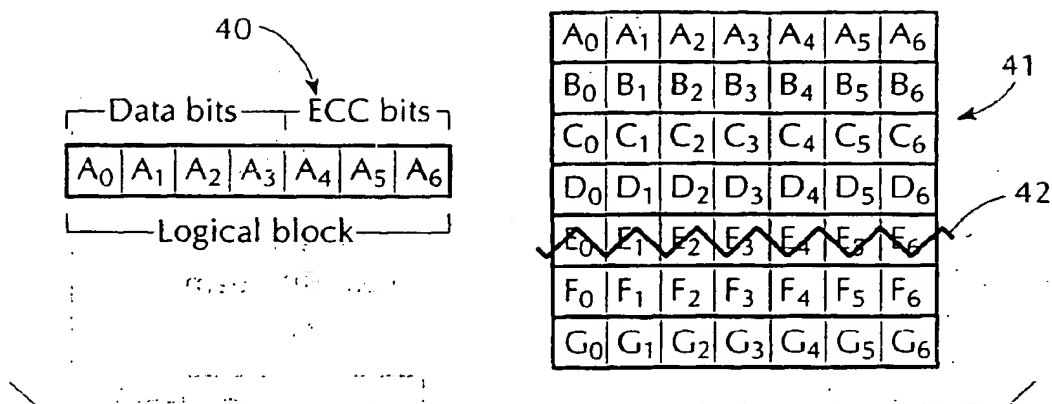 40
Data bits ECC bits
A0 A1 A2 A3 A4 A5 A6
Logical block
A0 A1 A2 A3 A4 A5 A6
B0 B1 B2 B3 B4 B5 B6
C0 C1 C2 C3 C4 C5 C6
D0 D1 D2 D3 D4 D5 D6
E0 E1 E2 E3 E4 E5 E6
F0 F1 F2 F3 F4 F5 F6
G0 G1 G2 G3 G4 G5 G6
41
42